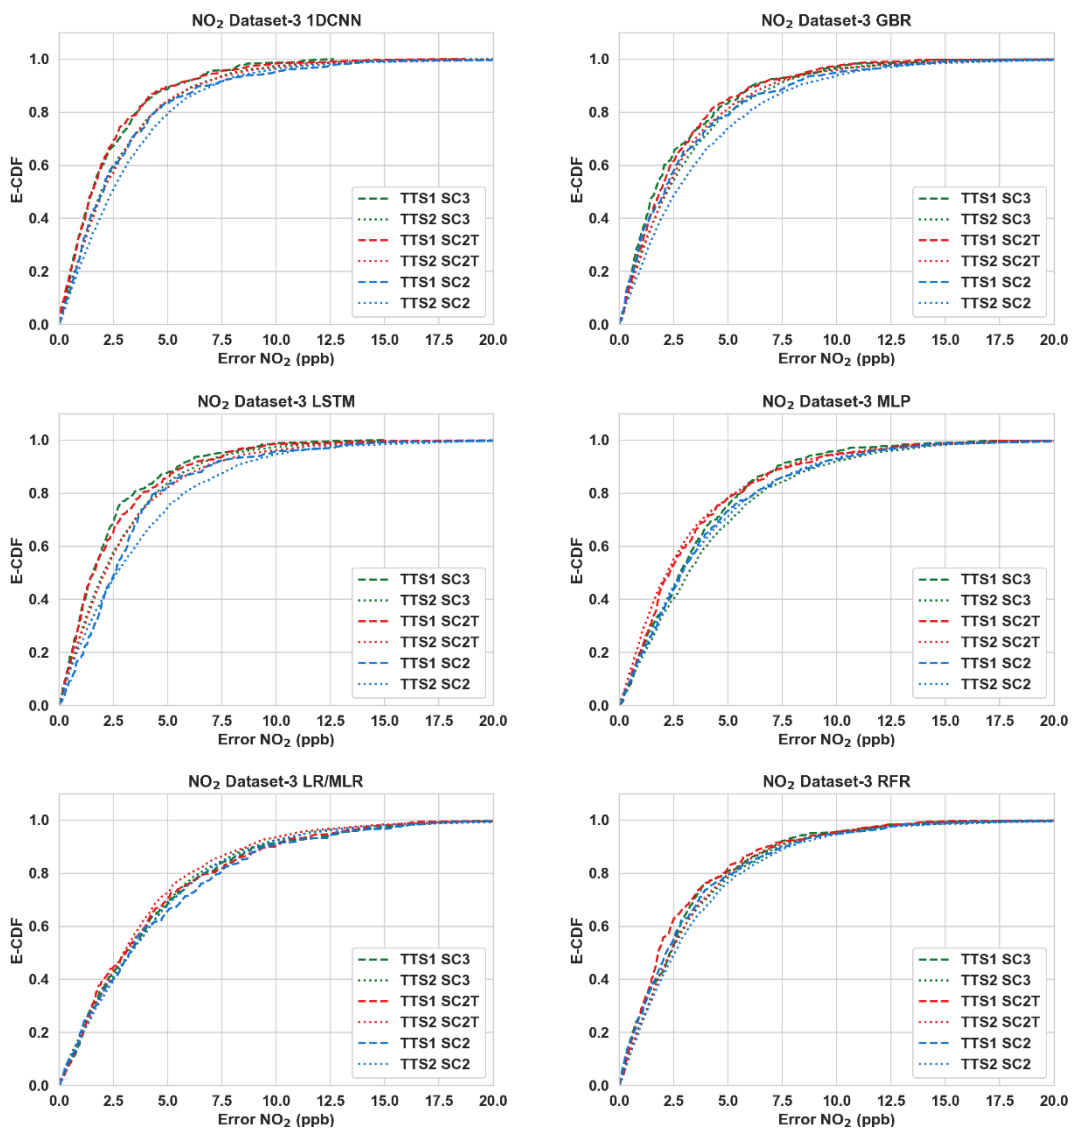 NO₂ Dataset-3 1DCNN
E-CDF
1.0
0.8
0.6
0.4
0.2
0.0
TTS1 SC3
TTS2 SC3
TTS1 SC2T
TTS2 SC2T
TTS1 SC2
TTS2 SC2
0.0 2.5 5.0 7.5 10.0 12.5 15.0 17.5 20.0
Error NO₂ (ppb)
NO₂ Dataset-3 GBR
E-CDF
1.0
0.8
0.6
0.4
0.2
0.0
TTS1 SC3
TTS2 SC3
TTS1 SC2T
TTS2 SC2T
TTS1 SC2
TTS2 SC2
0.0 2.5 5.0 7.5 10.0 12.5 15.0 17.5 20.0
Error NO₂ (ppb)
NO₂ Dataset-3 LSTM
E-CDF
1.0
0.8
0.6
0.4
0.2
0.0
TTS1 SC3
TTS2 SC3
TTS1 SC2T
TTS2 SC2T
TTS1 SC2
TTS2 SC2
0.0 2.5 5.0 7.5 10.0 12.5 15.0 17.5 20.0
Error NO₂ (ppb)
NO₂ Dataset-3 MLP
E-CDF
1.0
0.8
0.6
0.4
0.2
0.0
TTS1 SC3
TTS2 SC3
TTS1 SC2T
TTS2 SC2T
TTS1 SC2
TTS2 SC2
0.0 2.5 5.0 7.5 10.0 12.5 15.0 17.5 20.0
Error NO₂ (ppb)
NO₂ Dataset-3 LR/MLR
E-CDF
1.0
0.8
0.6
0.4
0.2
0.0
TTS1 SC3
TTS2 SC3
TTS1 SC2T
TTS2 SC2T
TTS1 SC2
TTS2 SC2
0.0 2.5 5.0 7.5 10.0 12.5 15.0 17.5 20.0
Error NO₂ (ppb)
NO₂ Dataset-3 RFR
E-CDF
1.0
0.8
0.6
0.4
0.2
0.0
TTS1 SC3
TTS2 SC3
TTS1 SC2T
TTS2 SC2T
TTS1 SC2
TTS2 SC2
0.0 2.5 5.0 7.5 10.0 12.5 15.0 17.5 20.0
Error NO₂ (ppb)